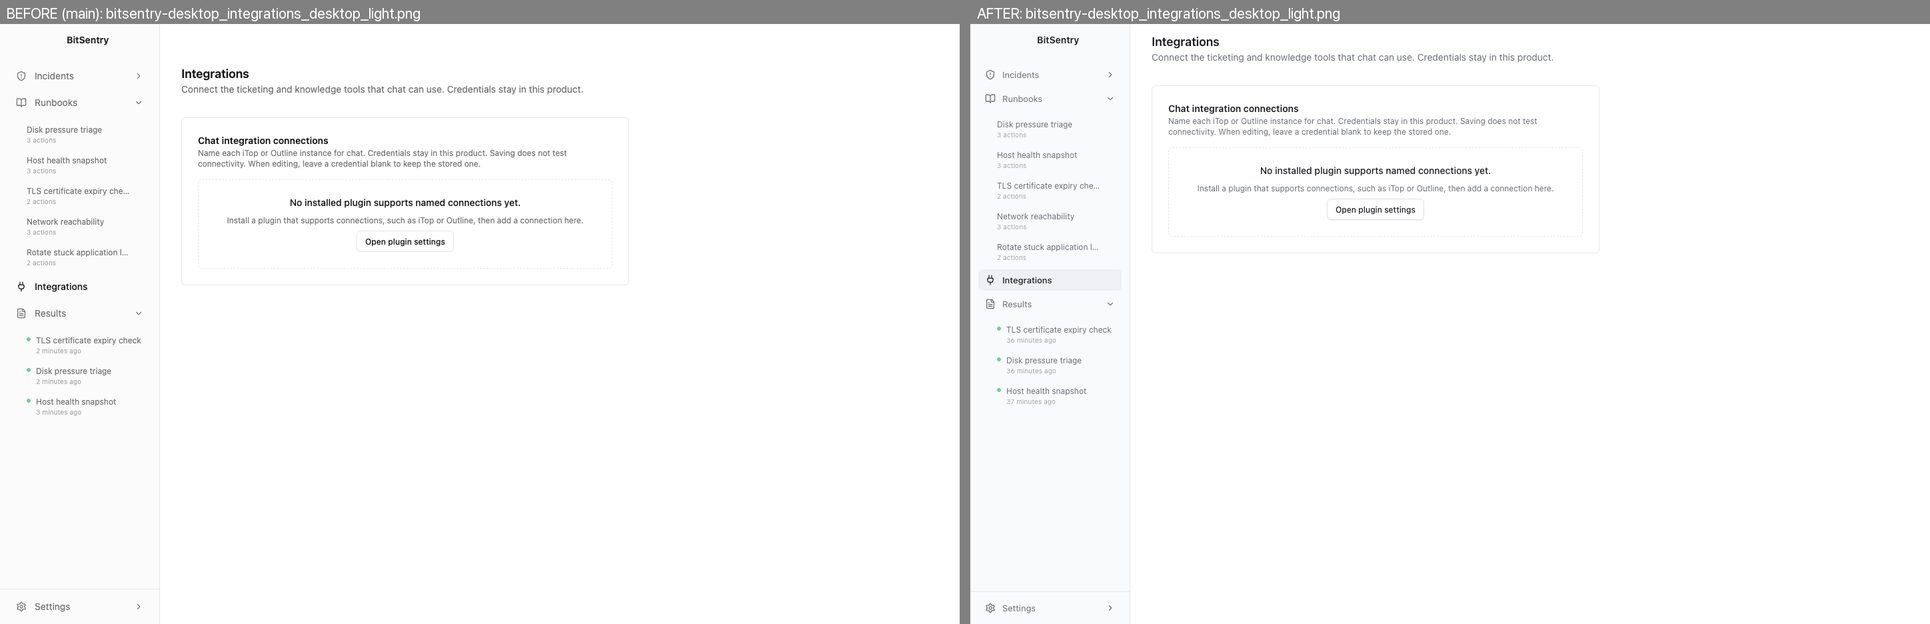 BEFORE (main): bitsentry-desktop_integrations_desktop_light.png
BitSentry
Incidents
Runbooks
Disk pressure triage
3 actions
Host health snapshot
3 actions
TLS certificate expiry che...
2 actions
Network reachability
3 actions
Rotate stuck application l...
2 actions
Integrations
Results
TLS certificate expiry check
2 minutes ago
Disk pressure triage
2 minutes ago
Host health snapshot
3 minutes ago
Settings
Integrations
Connect the ticketing and knowledge tools that chat can use. Credentials stay in this product.
Chat integration connections
Name each iTop or Outline instance for chat. Credentials stay in this product. Saving does not test
connectivity. When editing, leave a credential blank to keep the stored one.
No installed plugin supports named connections yet.
Install a plugin that supports connections, such as iTop or Outline, then add a connection here.
Open plugin settings
AFTER: bitsentry-desktop_integrations_desktop_light.png
BitSentry
Incidents
Runbooks
Disk pressure triage
3 actions
Host health snapshot
3 actions
TLS certificate expiry che...
2 actions
Network reachability
3 actions
Rotate stuck application l...
2 actions
Integrations
Results
TLS certificate expiry check
36 minutes ago
Disk pressure triage
36 minutes ago
Host health snapshot
37 minutes ago
Settings
Integrations
Connect the ticketing and knowledge tools that chat can use. Credentials stay in this product.
Chat integration connections
Name each iTop or Outline instance for chat. Credentials stay in this product. Saving does not test
connectivity. When editing, leave a credential blank to keep the stored one.
No installed plugin supports named connections yet.
Install a plugin that supports connections, such as iTop or Outline, then add a connection here.
Open plugin settings